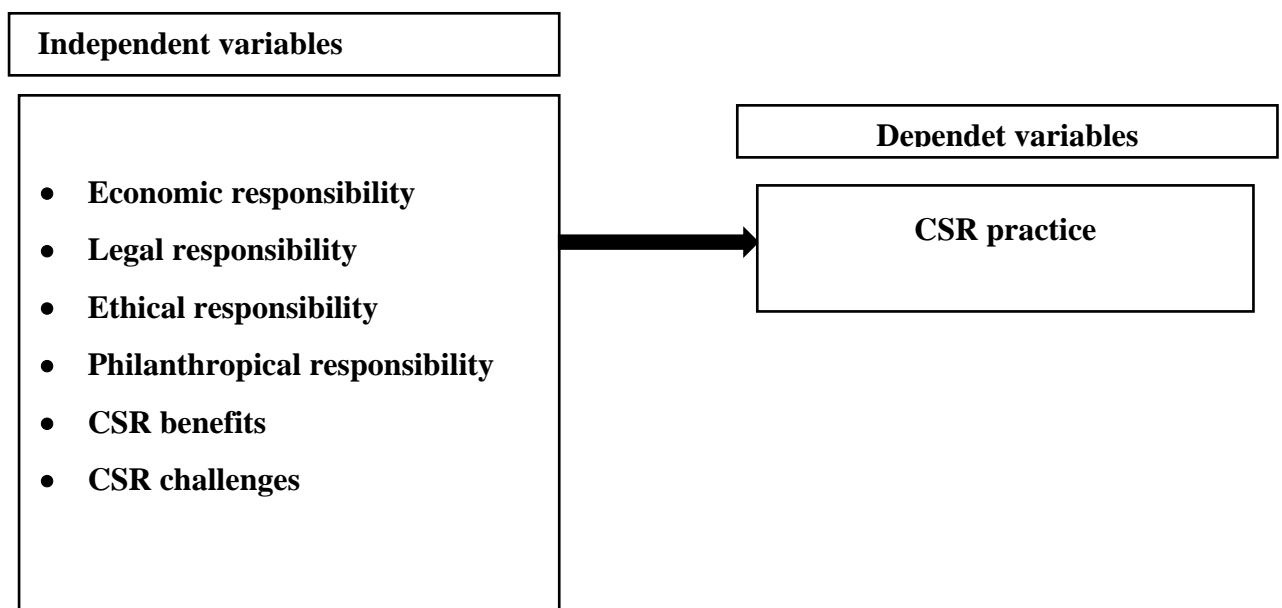 Independent variables
• Economic responsibility
• Legal responsibility
• Ethical responsibility
• Philanthropical responsibility
• CSR benefits
• CSR challenges
Dependet variables
CSR practice